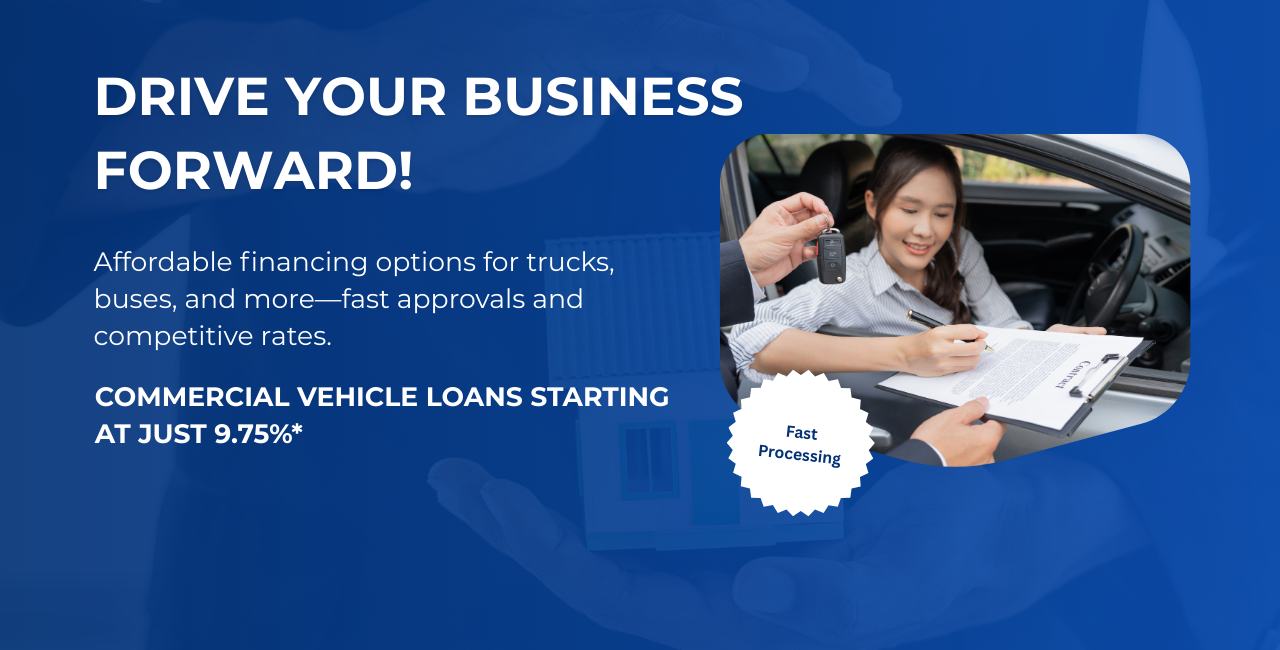 DRIVE YOUR BUSINESS
FORWARD!
Affordable financing options for trucks,
buses, and more—fast approvals and
competitive rates.
COMMERCIAL VEHICLE LOANS STARTING
AT JUST 9.75%*
Fast
Processing
Contract